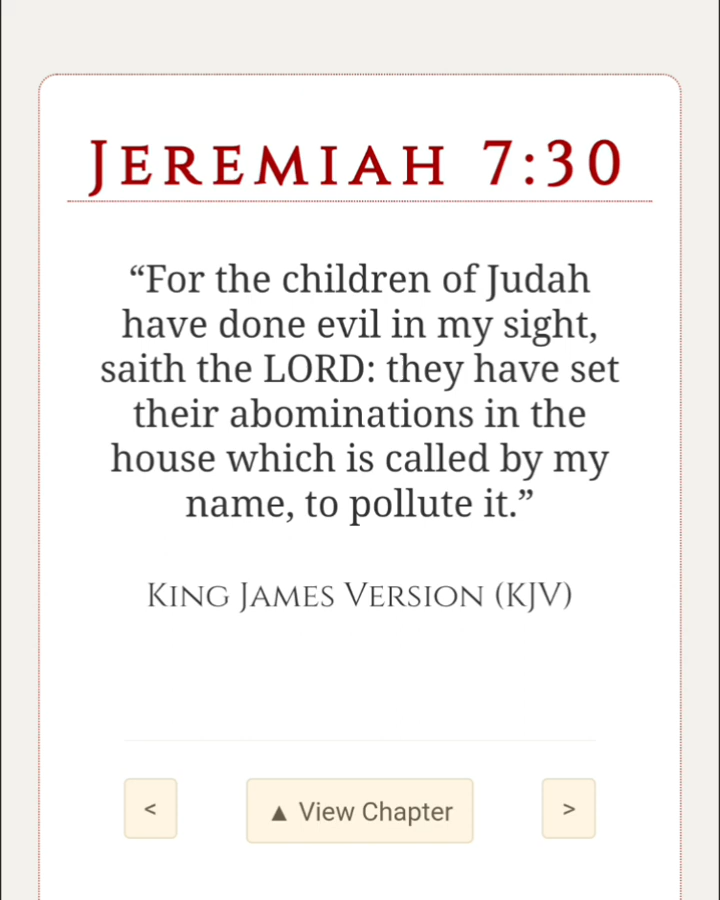 Jeremiah 7:30
“For the children of Judah
have done evil in my sight,
saith the LORD: they have set
their abominations in the
house which is called by my
name, to pollute it.”
King James Version (KJV)
<
▲ View Chapter
>